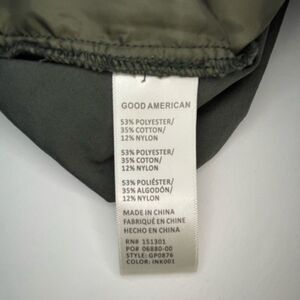 GOOD AMERICAN
53% POLYESTER/
35% COTTON/
12% NYLON
53% POLYESTER/
35% COTON/
12% NYLON
53% POLIÉSTER/
35% ALGODÓN/
12% NYLON
MADE IN CHINA
FABRIQUÉ EN CHINE
HECHO EN CHINA
RN# 151301
PO# 06880-00
STYLE: GP0876
COLOR: INK001